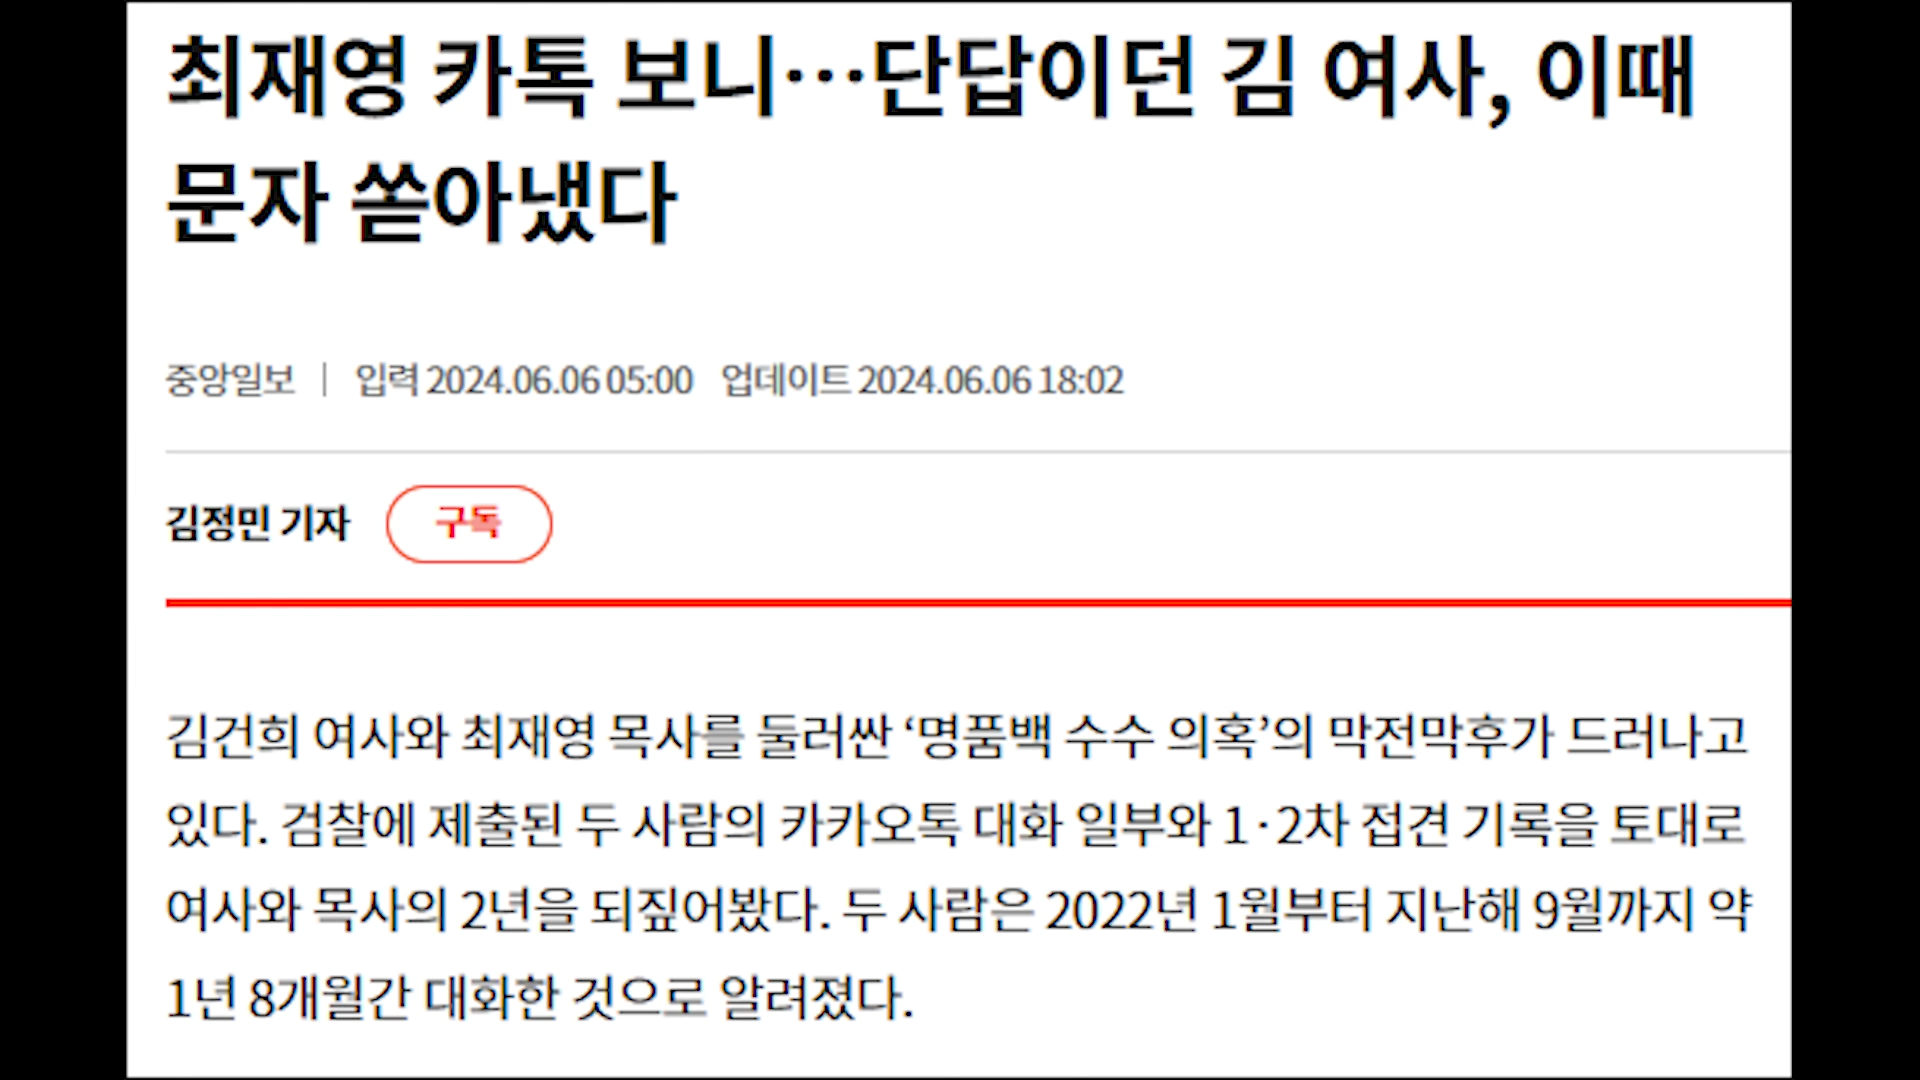 최재영 카톡 보니…단답이던 김 여사, 이때
문자 쏟아냈다
중앙일보 | 입력 2024.06.06 05:00 업데이트 2024.06.06 18:02
김정민 기자 구독
김건희 여사와 최재영 목사를 둘러싼 ‘명품백 수수 의혹’의 막전막후가 드러나고
있다. 검찰에 제출된 두 사람의 카카오톡 대화 일부와 1·2차 접견 기록을 토대로
여사와 목사의 2년을 되짚어봤다. 두 사람은 2022년 1월부터 지난해 9월까지 약
1년 8개월간 대화한 것으로 알려졌다.